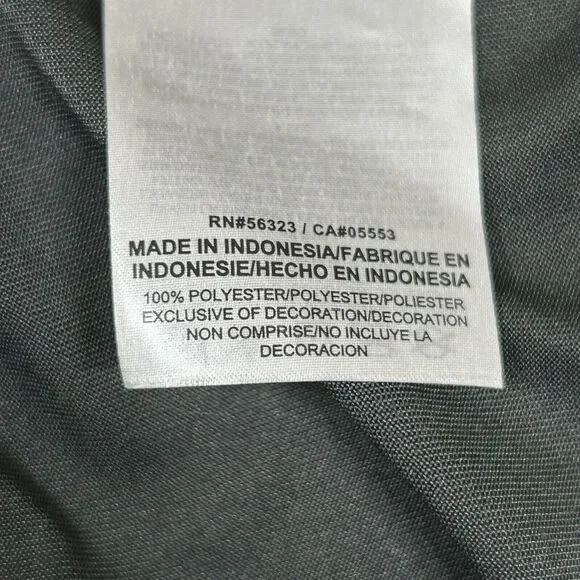 RN#56323 / CA#05553
MADE IN INDONESIA/FABRIQUE EN
INDONESIE/HECHO EN INDONESIA
100% POLYESTER/POLYESTER/POLIESTER
EXCLUSIVE OF DECORATION/DECORATION
NON COMPRISE/NO INCLUYE LA
DECORACION